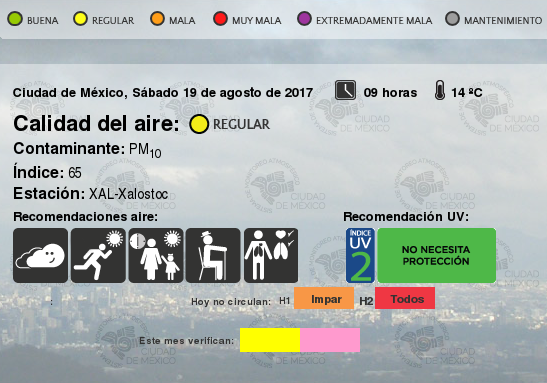 BUENA REGULAR MALA MUY MALA EXTREMADAMENTE MALA MANTENIMIENTO
Ciudad de México, Sábado 19 de agosto de 2017 09 horas 14 ºC
Calidad del aire: REGULAR
Contaminante: PM10
Índice: 65
Estación: XAL-Xalostoc
Recomendaciones aire: Recomendación UV:
ÍNDICE UV 2 NO NECESITA PROTECCIÓN
: Hoy no circulan: H1 Impar H2 Todos
Este mes verifican:
CIUDAD DE MÉXICO